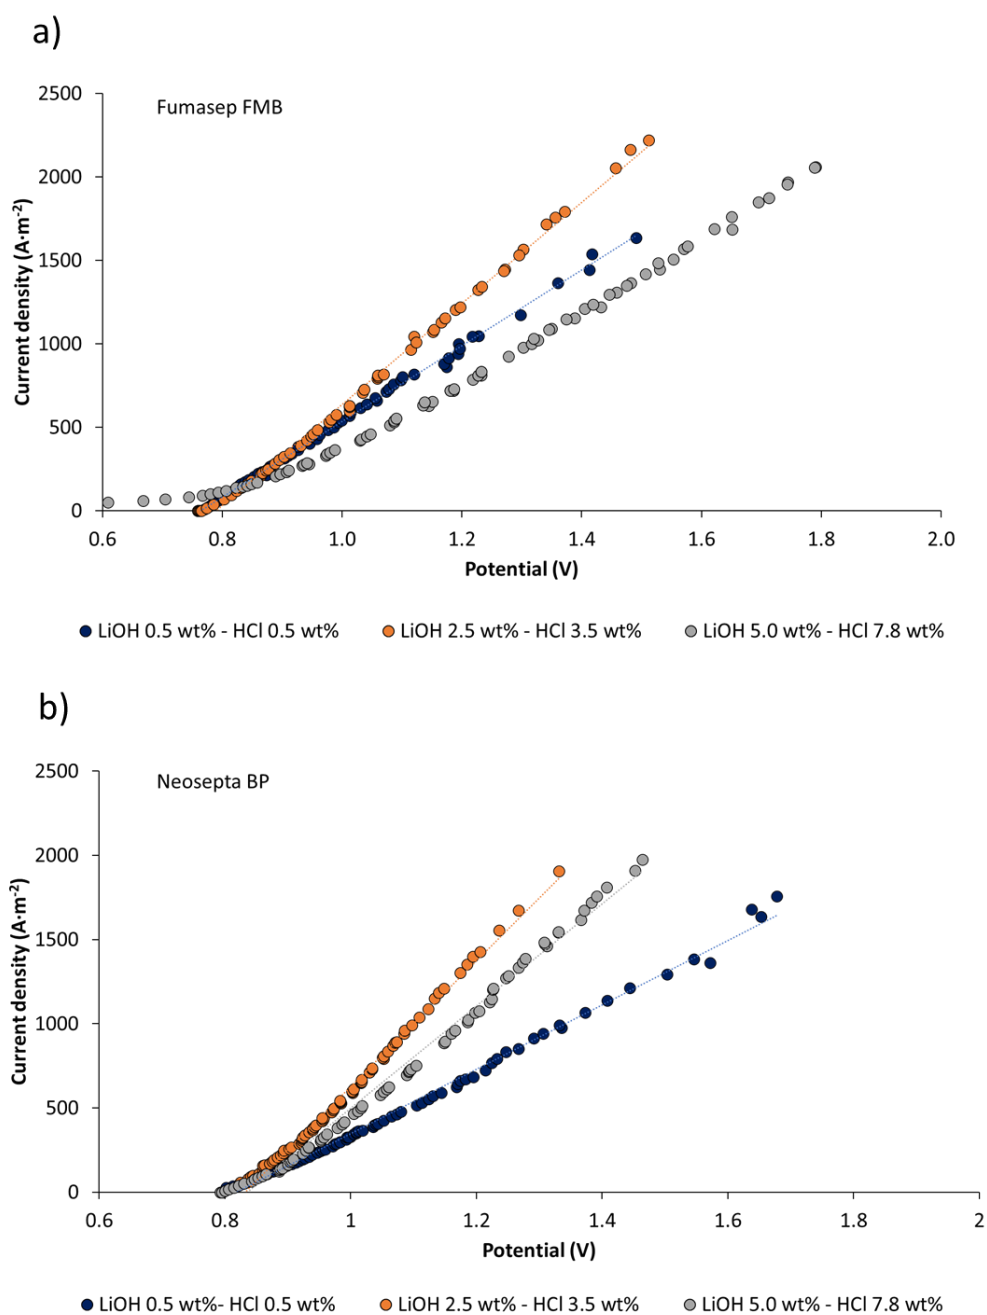 a)
Fumasep FMB
2500
2000
1500
1000
500
0
Current density (A·m⁻²)
0.6 0.8 1.0 1.2 1.4 1.6 1.8 2.0
Potential (V)
LiOH 0.5 wt% - HCl 0.5 wt% LiOH 2.5 wt% - HCl 3.5 wt% LiOH 5.0 wt% - HCl 7.8 wt%
b)
Neosepta BP
2500
2000
1500
1000
500
0
Current density (A·m⁻²)
0.6 0.8 1 1.2 1.4 1.6 1.8 2
Potential (V)
LiOH 0.5 wt%- HCl 0.5 wt% LiOH 2.5 wt% - HCl 3.5 wt% LiOH 5.0 wt% - HCl 7.8 wt%